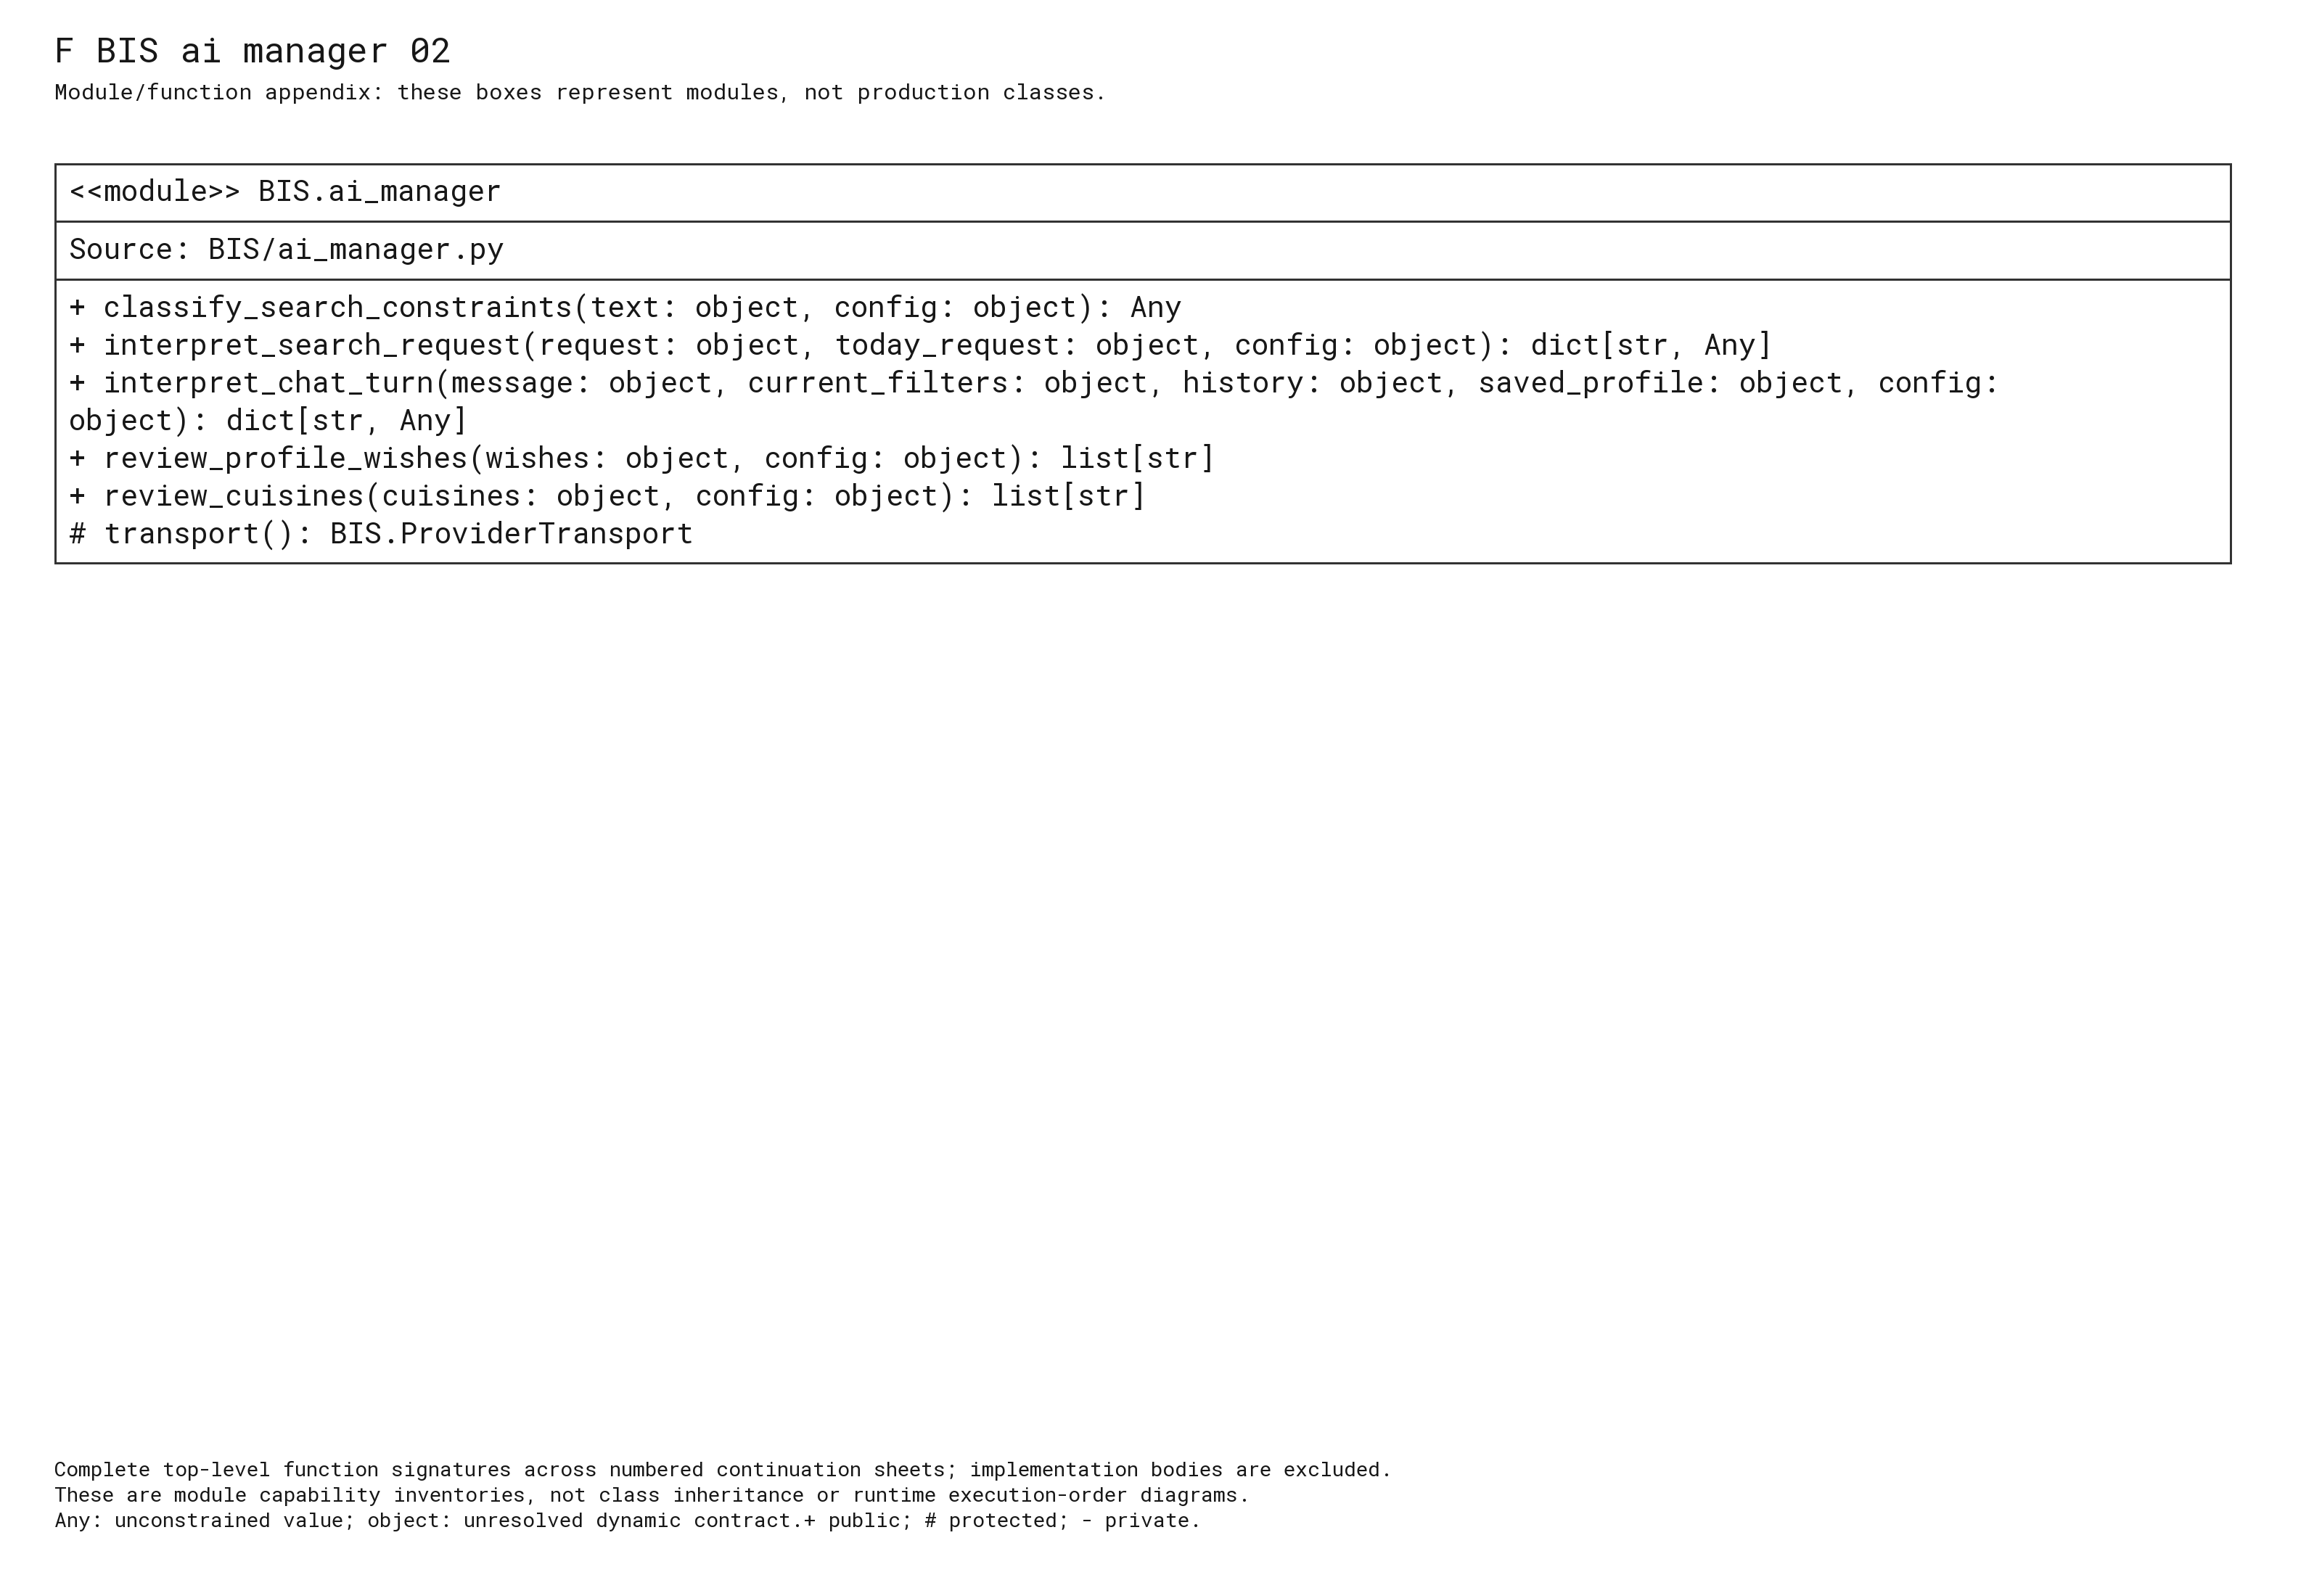 F BIS ai manager 02
Module/function appendix: these boxes represent modules, not production classes.
<<module>> BIS.ai_manager
Source: BIS/ai_manager.py
+ classify_search_constraints(text: object, config: object): Any
+ interpret_search_request(request: object, today_request: object, config: object): dict[str, Any]
+ interpret_chat_turn(message: object, current_filters: object, history: object, saved_profile: object, config:
object): dict[str, Any]
+ review_profile_wishes(wishes: object, config: object): list[str]
+ review_cuisines(cuisines: object, config: object): list[str]
# transport(): BIS.ProviderTransport
Complete top-level function signatures across numbered continuation sheets; implementation bodies are excluded.
These are module capability inventories, not class inheritance or runtime execution-order diagrams.
Any: unconstrained value; object: unresolved dynamic contract.+ public; # protected; - private.